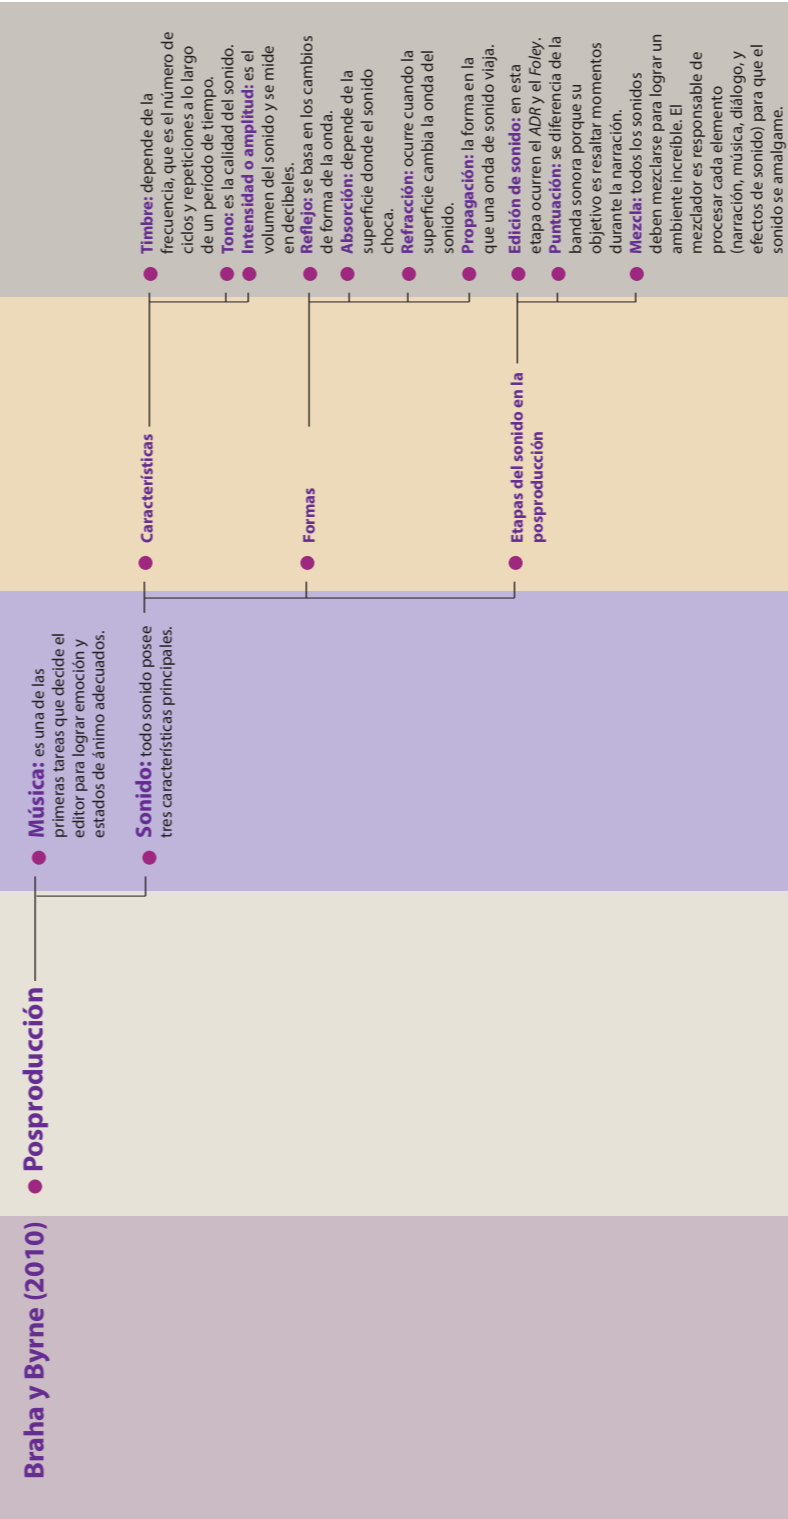 Braha y Byrne (2010)
Posproducción
Música: es una de las
primeras tareas que decide el
editor para lograr emoción y
estados de ánimo adecuados.
Sonido: todo sonido posee
tres características principales.
Características
Timbre: depende de la
frecuencia, que es el número de
ciclos y repeticiones a lo largo
de un período de tiempo.
Tono: es la calidad del sonido.
Intensidad o amplitud: es el
volumen del sonido y se mide
en decibeles.
Formas
Reflejo: se basa en los cambios
de forma de la onda.
Absorción: depende de la
superficie donde el sonido
choca.
Refracción: ocurre cuando la
superficie cambia la onda del
sonido.
Propagación: la forma en la
que una onda de sonido viaja.
Etapas del sonido en la
posproducción
Edición de sonido: en esta
etapa ocurren el ADR y el Foley.
Puntuación: se diferencia de la
banda sonora porque su
objetivo es resaltar momentos
durante la narración.
Mezcla: todos los sonidos
deben mezclarse para lograr un
ambiente increíble. El
mezclador es responsable de
procesar cada elemento
(narración, música, diálogo, y
efectos de sonido) para que el
sonido se amalgame.